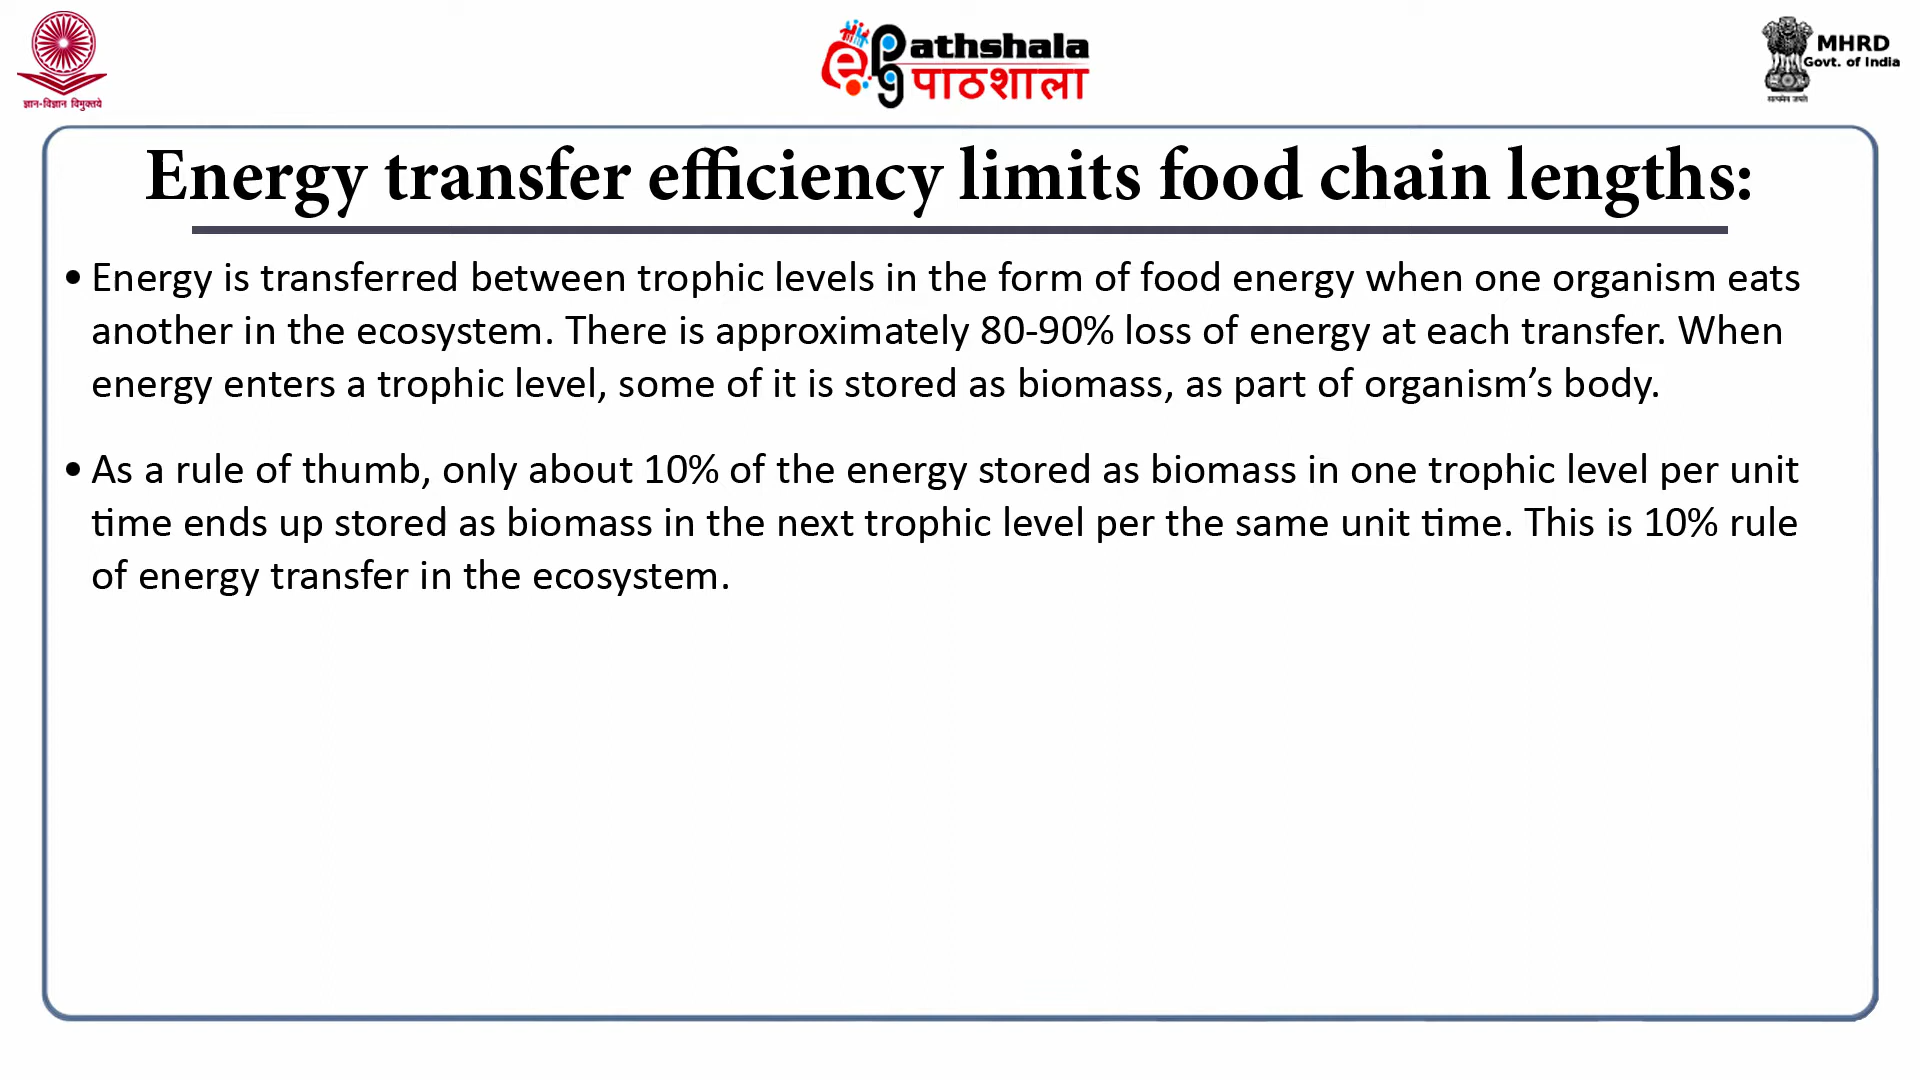 ज्ञान-विज्ञान विमुक्तये
ePgPathshala
पाठशाला
MHRD
Govt. of India
सत्यमेव जयते
Energy transfer efficiency limits food chain lengths:
• Energy is transferred between trophic levels in the form of food energy when one organism eats
another in the ecosystem. There is approximately 80-90% loss of energy at each transfer. When
energy enters a trophic level, some of it is stored as biomass, as part of organism’s body.
• As a rule of thumb, only about 10% of the energy stored as biomass in one trophic level per unit
time ends up stored as biomass in the next trophic level per the same unit time. This is 10% rule
of energy transfer in the ecosystem.